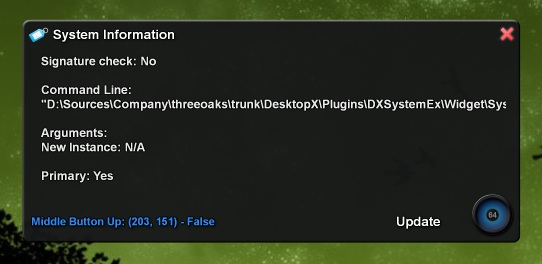 System Information
Signature check: No
Command Line:
"D:\Sources\Company\threeoaks\trunk\DesktopX\Plugins\DXSystemEx\Widget\Sys
Arguments:
New Instance: N/A
Primary: Yes
Middle Button Up: (203, 151) - False
Update
64